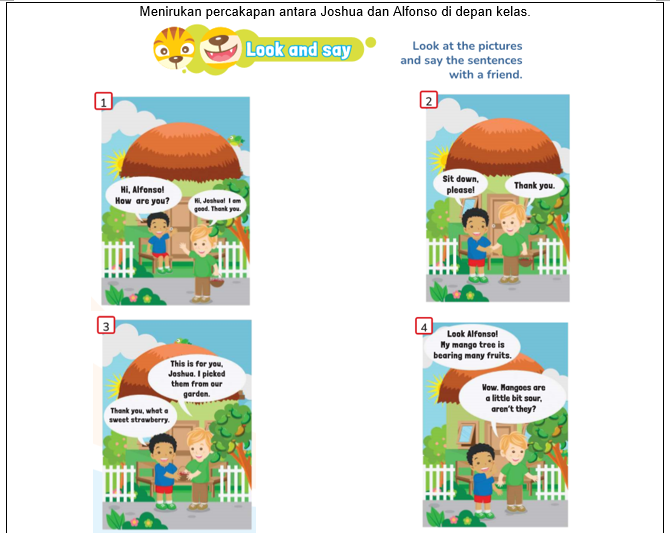 Menirukan percakapan antara Joshua dan Alfonso di depan kelas.
Look and say
Look at the pictures
and say the sentences
with a friend.
1
Hi, Alfonso!
How are you?
Hi, Joshua! I am
good. Thank you.
2
Sit down,
please!
Thank you.
3
This is for you,
Joshua. I picked
them from our
garden.
Thank you, what a
sweet strawberry.
4
Look Alfonso!
My mango tree is
bearing many fruits.
Wow. Mangoes are
a little bit sour,
aren't they?